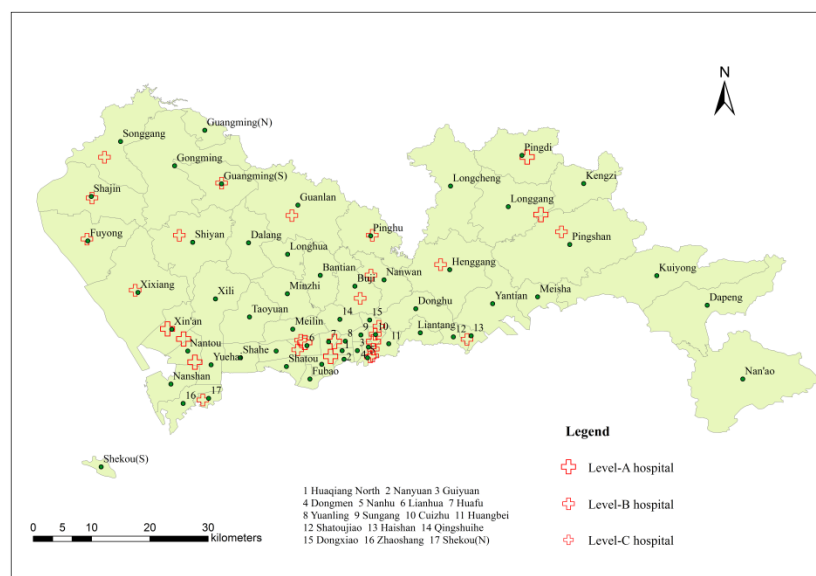 N
Guangming(N)
Songgang
Gongming
Pingdi
Longcheng
Kengzi
Guangming(S)
Shajin
Guanlan
Longgang
Fuyong
Shiyan
Dalang
Pinghu
Pingshan
Longhua
Henggang
Bantian
Buji
Nanwan
Kuiyong
Xixiang
Xili
Minzhi
Donghu
Yantian
Meisha
Dapeng
Taoyuan
Xin'an
Meilin
14
15
Liantang
12
13
Nantou
6
7
8
9
10
11
Yuehai
Shahe
Shatou
3
2
4
5
Fubao
Nanshan
Nan'ao
16
17
Shekou(S)
Legend
Level-A hospital
Level-B hospital
Level-C hospital
1 Huaqiang North 2 Nanyuan 3 Guiyuan
4 Dongmen 5 Nanhu 6 Lianhua 7 Huafu
8 Yuanling 9 Sungang 10 Cuizhu 11 Huangbei
12 Shatoujiao 13 Haishan 14 Qingshuihe
15 Dongxiao 16 Zhaoshang 17 Shekou(N)
0 5 10 20 30
kilometers